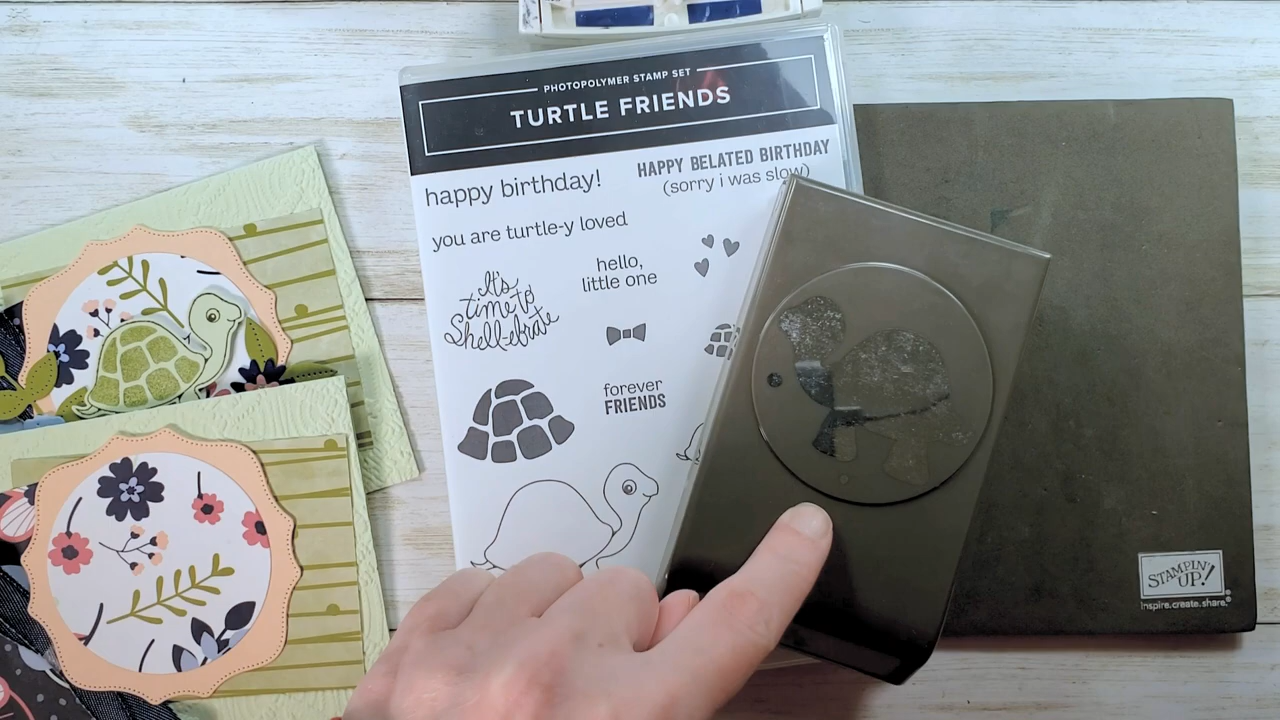 PHOTOPOLYMER STAMP SET
TURTLE FRIENDS
happy birthday!
HAPPY BELATED BIRTHDAY
(sorry i was slow)
you are turtle-y loved
It's
time to
Shell-ebrate
hello,
little one
forever
FRIENDS
STAMPIN' UP!®
inspire.create.share.®